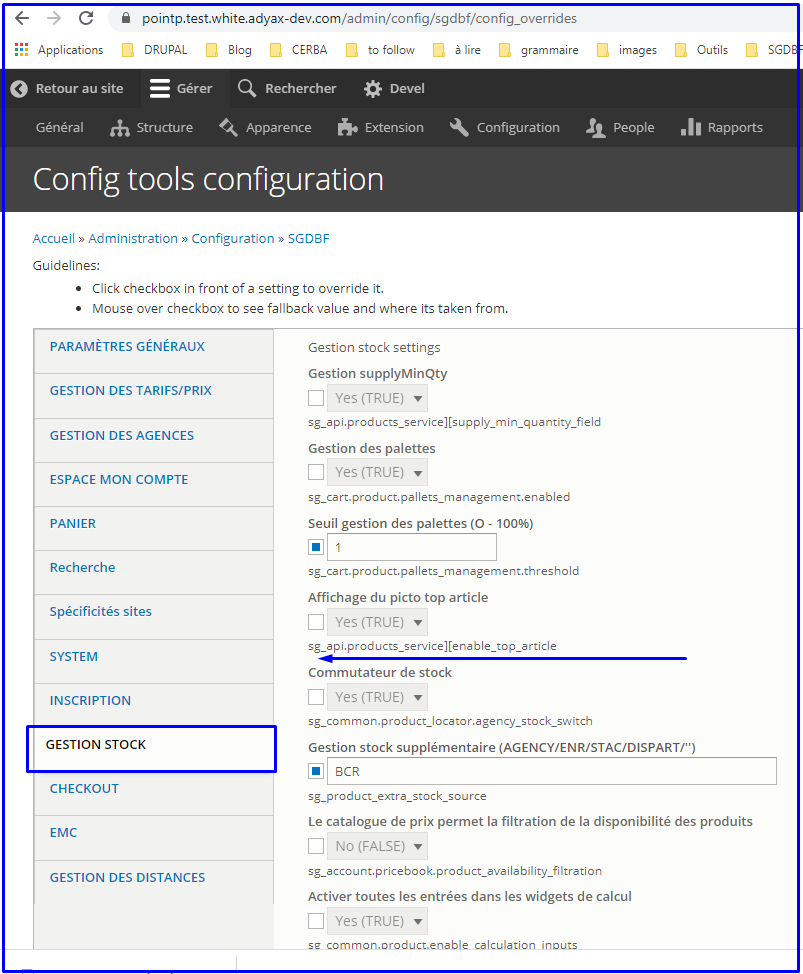 pointp.test.white.adyax-dev.com/admin/config/sgdbf/config_overrides
Applications DRUPAL Blog CERBA to follow à lire grammaire images Outils SGDBF
Retour au site Gérer Rechercher Devel
Général Structure Apparence Extension Configuration People Rapports
Config tools configuration
Accueil » Administration » Configuration » SGDBF
Guidelines:
• Click checkbox in front of a setting to override it.
• Mouse over checkbox to see fallback value and where its taken from.
PARAMÈTRES GÉNÉRAUX
GESTION DES TARIFS/PRIX
GESTION DES AGENCES
ESPACE MON COMPTE
PANIER
Recherche
Spécificités sites
SYSTEM
INSCRIPTION
GESTION STOCK
CHECKOUT
EMC
GESTION DES DISTANCES
Gestion stock settings
Gestion supplyMinQty
Yes (TRUE)
sg_api.products_service][supply_min_quantity_field
Gestion des palettes
Yes (TRUE)
sg_cart.product.pallets_management.enabled
Seuil gestion des palettes (O - 100%)
1
sg_cart.product.pallets_management.threshold
Affichage du picto top article
Yes (TRUE)
sg_api.products_service][enable_top_article
Commutateur de stock
Yes (TRUE)
sg_common.product_locator.agency_stock_switch
Gestion stock supplémentaire (AGENCY/ENR/STAC/DISPART/'')
BCR
sg_product_extra_stock_source
Le catalogue de prix permet la filtration de la disponibilité des produits
No (FALSE)
sg_account.pricebook.product_availability_filtration
Activer toutes les entrées dans les widgets de calcul
Yes (TRUE)
sg_common.product.enable_calculation_inputs